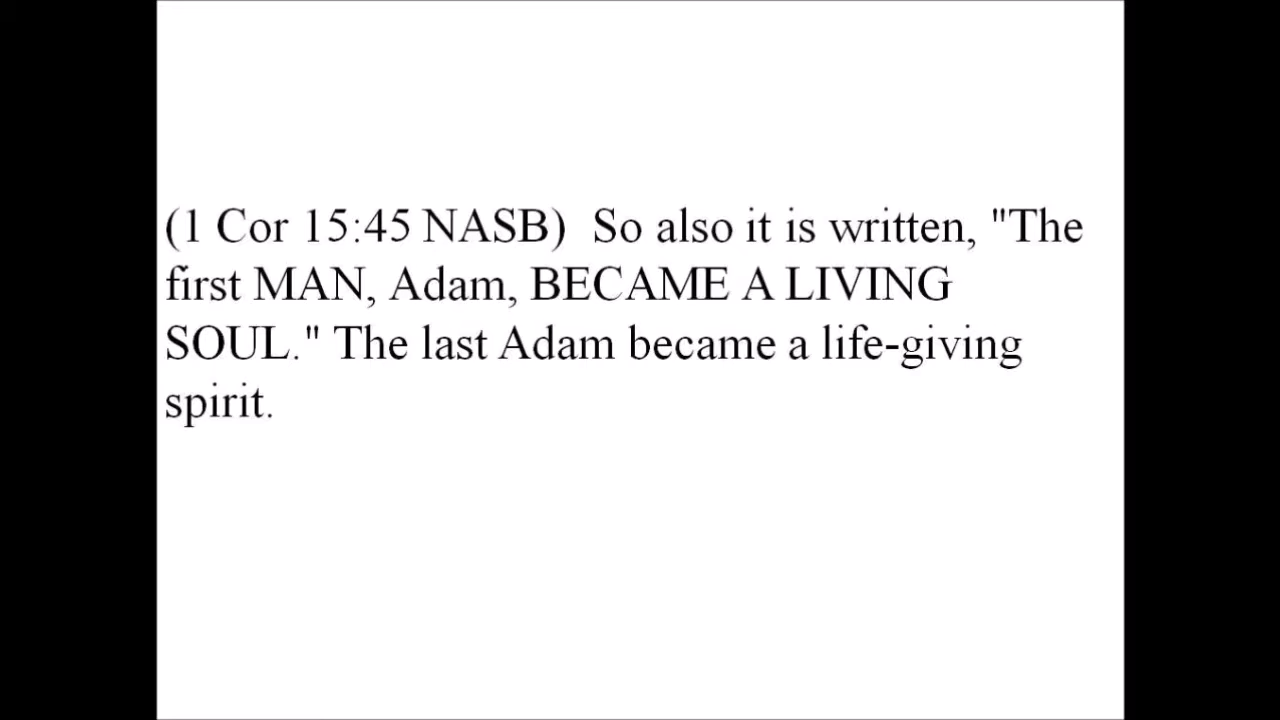 (1 Cor 15:45 NASB)  So also it is written, "The
first MAN, Adam, BECAME A LIVING
SOUL." The last Adam became a life-giving
spirit.